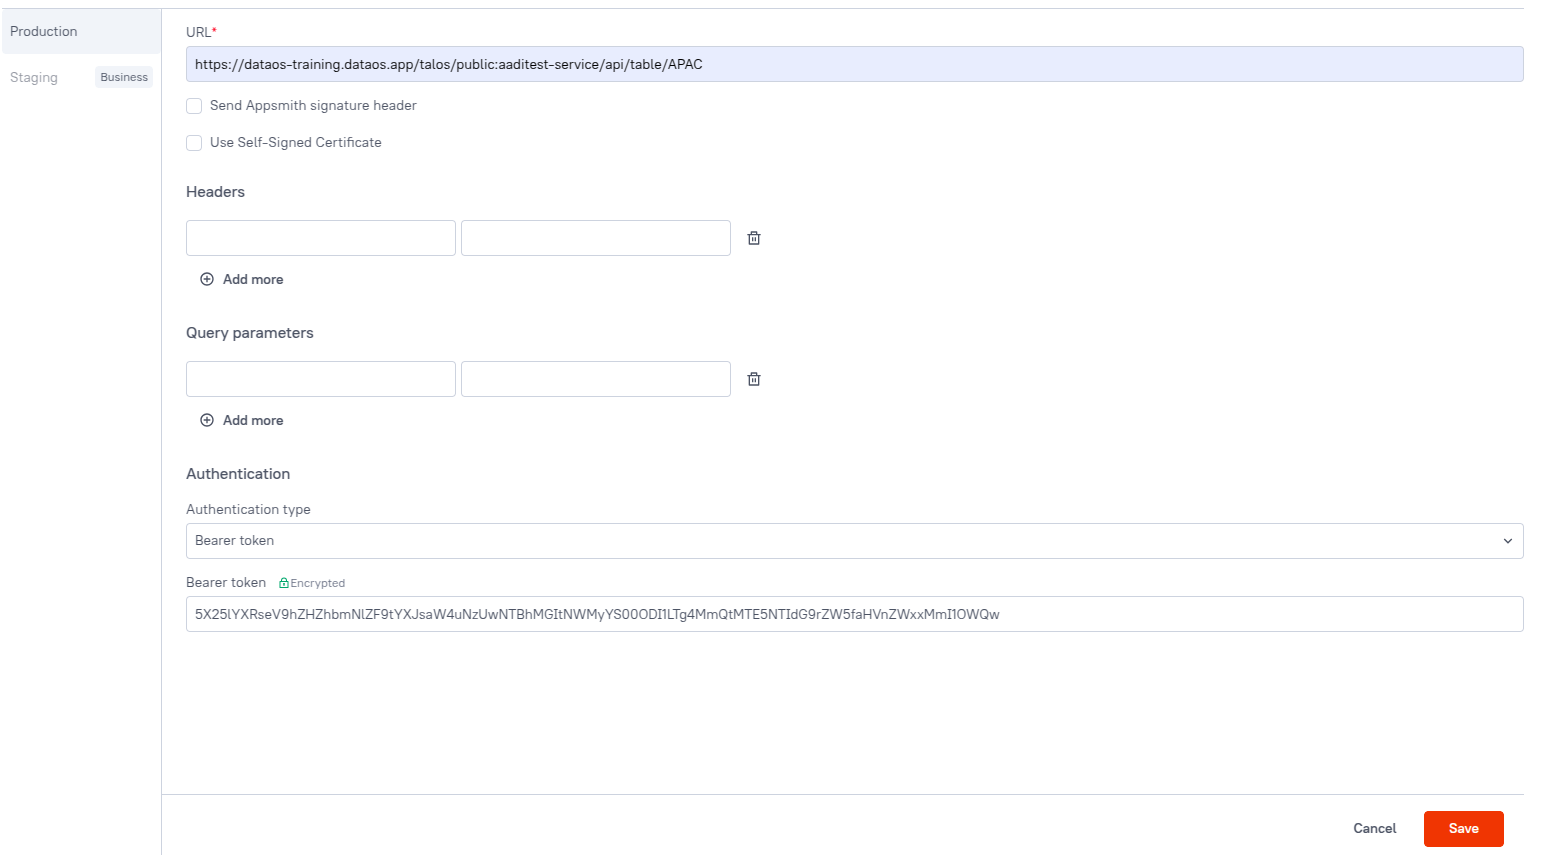 Production
Staging Business
URL*
https://dataos-training.dataos.app/talos/public:aaditest-service/api/table/APAC
Send Appsmith signature header
Use Self-Signed Certificate
Headers
Add more
Query parameters
Add more
Authentication
Authentication type
Bearer token
Bearer token Encrypted
5X25lYXRseV9hZHZhbmNlZF9tYXJsaW4uNzUwNTBhMGItNWMyYS00ODI1LTg4MmQtMTE5NTIdG9rZW5faHVnZWxxMmI1OWQw
Cancel Save